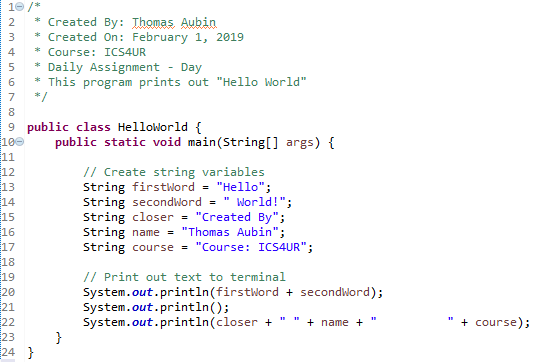 1 /*
2  * Created By: Thomas Aubin
3  * Created On: February 1, 2019
4  * Course: ICS4UR
5  * Daily Assignment - Day
6  * This program prints out "Hello World"
7  */
8
9 public class HelloWorld {
10     public static void main(String[] args) {
11
12         // Create string variables
13         String firstWord = "Hello";
14         String secondWord = " World!";
15         String closer = "Created By";
16         String name = "Thomas Aubin";
17         String course = "Course: ICS4UR";
18
19         // Print out text to terminal
20         System.out.println(firstWord + secondWord);
21         System.out.println();
22         System.out.println(closer + " " + name + "          " + course);
23     }
24 }